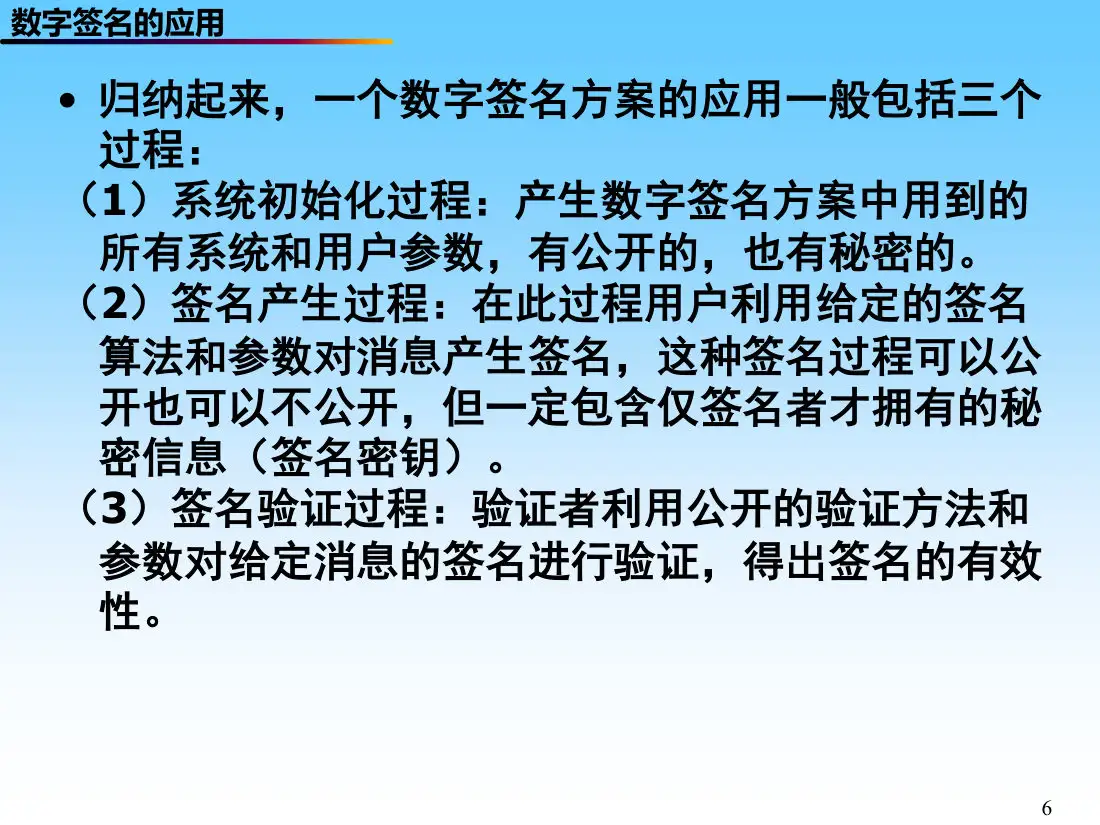 数字签名的应用
• 归纳起来，一个数字签名方案的应用一般包括三个
过程：
（1）系统初始化过程：产生数字签名方案中用到的
所有系统和用户参数，有公开的，也有秘密的。
（2）签名产生过程：在此过程用户利用给定的签名
算法和参数对消息产生签名，这种签名过程可以公
开也可以不公开，但一定包含仅签名者才拥有的秘
密信息（签名密钥）。
（3）签名验证过程：验证者利用公开的验证方法和
参数对给定消息的签名进行验证，得出签名的有效
性。
6